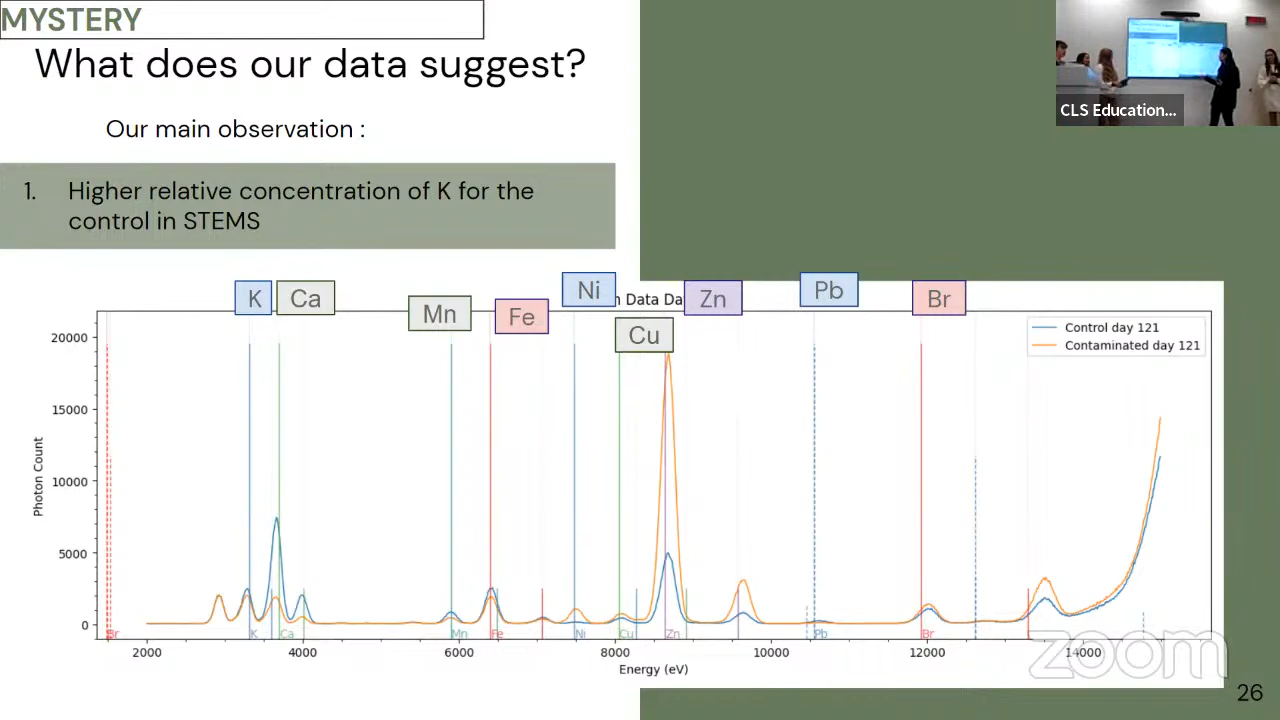 MYSTERY
What does our data suggest?
Our main observation :
1. Higher relative concentration of K for the
control in STEMS
CLS Education...
K Ca Mn Fe Ni Cu Zn Pb Br
n Data Da
Control day 121
Contaminated day 121
20000
15000
10000
5000
0
Photon Count
Br K Ca Mn Fe Ni Cu Zn Pb Br
2000 4000 6000 8000 10000 12000 14000
Energy (eV)
zoom
26